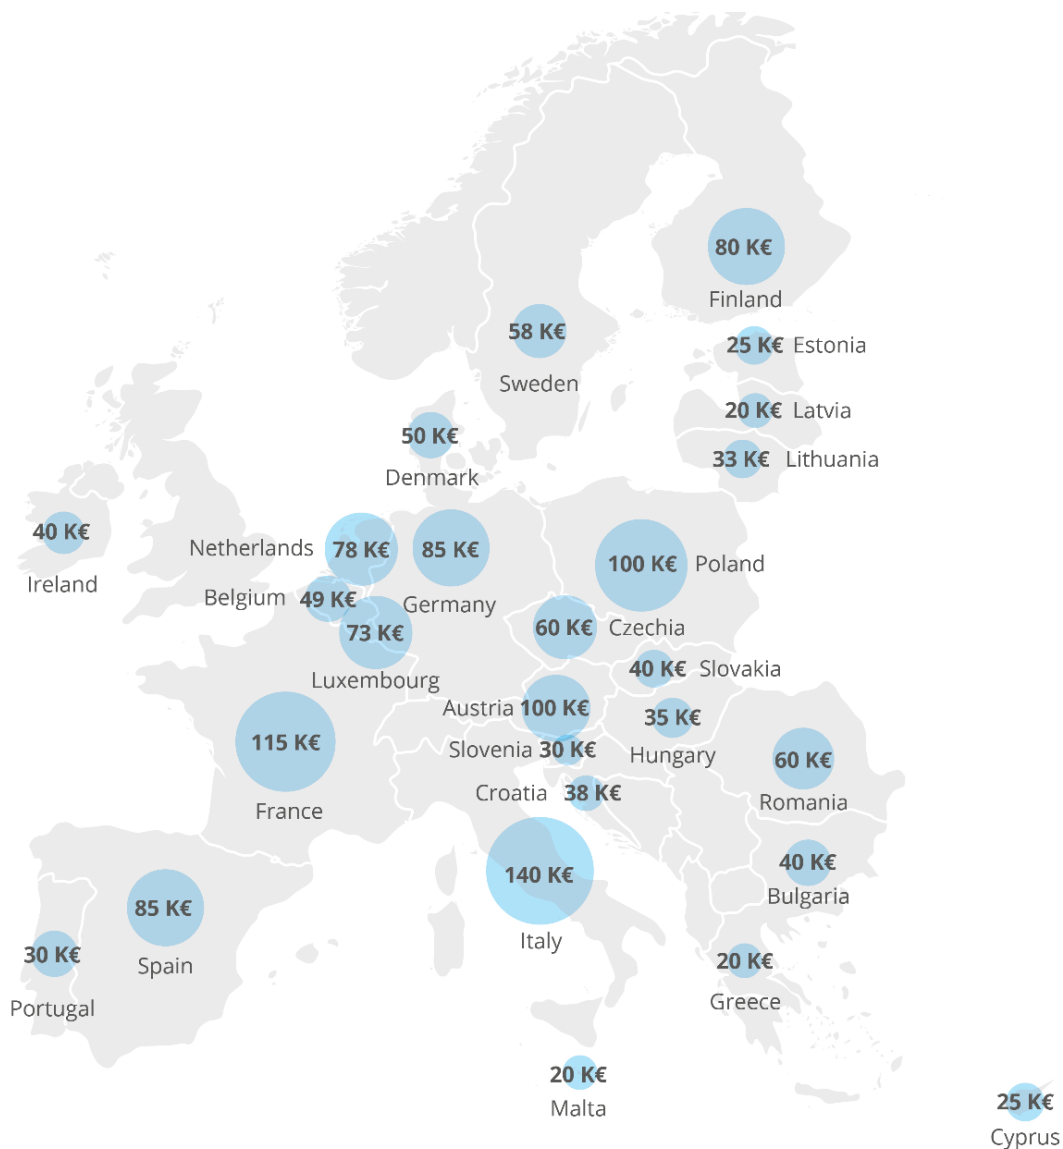 80 K€
Finland
58 K€
Sweden
25 K€ Estonia
20 K€ Latvia
50 K€
Denmark
33 K€ Lithuania
40 K€
Ireland
Netherlands 78 K€
85 K€
Germany
100 K€ Poland
Belgium 49 K€
73 K€
Luxembourg
60 K€ Czechia
40 K€ Slovakia
Austria 100 K€
35 K€
Hungary
Slovenia 30 K€
115 K€
France
60 K€
Romania
Croatia 38 K€
140 K€
Italy
40 K€
Bulgaria
85 K€
Spain
30 K€
Portugal
20 K€
Greece
20 K€
Malta
25 K€
Cyprus